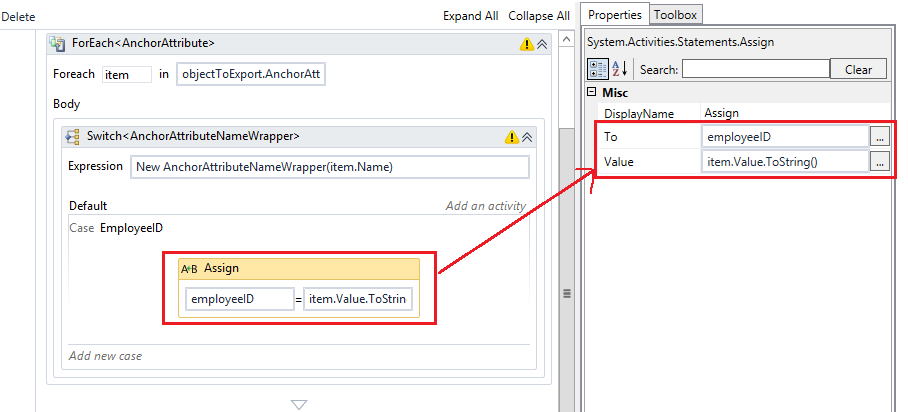 Delete
Expand All Collapse All
ForEach<AnchorAttribute>
Foreach item in objectToExport.AnchorAtt
Body
Switch<AnchorAttributeNameWrapper>
Expression New AnchorAttributeNameWrapper(item.Name)
Default Add an activity
Case EmployeeID
A+B Assign
employeeID = item.Value.ToStrin
Add new case
Properties Toolbox
System.Activities.Statements.Assign
A Z Search: Clear
Misc
DisplayName Assign
To employeeID ...
Value item.Value.ToString() ...